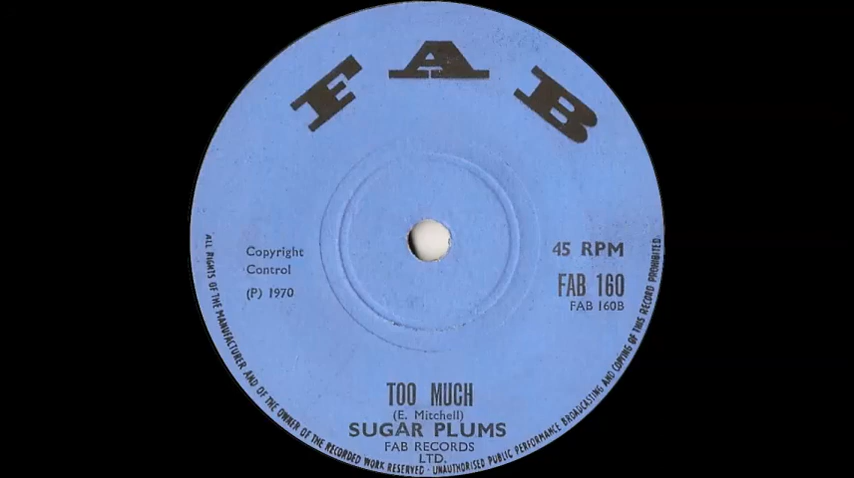 FAB
Copyright
Control
(P) 1970
45 RPM
FAB 160
FAB 160B
TOO MUCH
(E. Mitchell)
SUGAR PLUMS
FAB RECORDS
LTD.
ALL RIGHTS OF THE MANUFACTURER AND OF THE OWNER OF THE RECORDED WORK RESERVED - UNAUTHORISED PUBLIC PERFORMANCE BROADCASTING AND COPYING OF THIS RECORD PROHIBITED